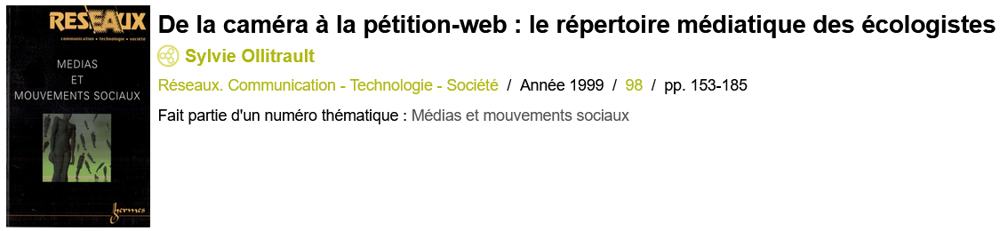 RESEAUX
communication • technologie • société
MEDIAS
ET
MOUVEMENTS SOCIAUX
hermes
De la caméra à la pétition-web : le répertoire médiatique des écologistes
Sylvie Ollitrault
Réseaux. Communication - Technologie - Société / Année 1999 / 98 / pp. 153-185
Fait partie d'un numéro thématique : Médias et mouvements sociaux